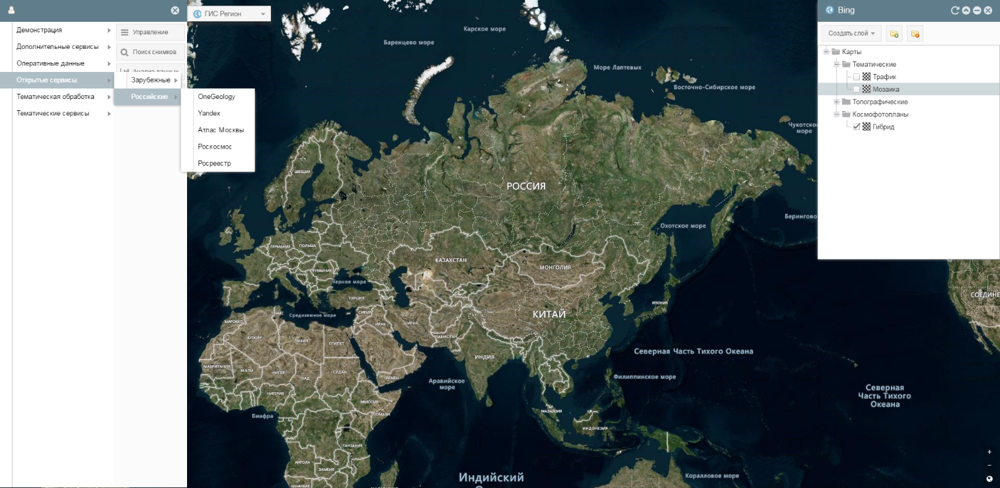 ГИС Регион
Демонстрация
Дополнительные сервисы
Оперативные данные
Открытые сервисы
Тематическая обработка
Тематические сервисы
Управление
Поиск снимков
Анализ данных
Зарубежные
Российские
OneGeology
Yandex
Атлас Москвы
Роскосмос
Росреестр
Bing
Создать слой
Карты
Тематические
Трафик
Мозаика
Топографические
Космофотопланы
Гибрид
Карское море
Баренцево море
Море Лаптевых
Восточно-Сибирское море
Чукотско
море
ШВЕЦИЯ
РОССИЯ
Берингово
Охотское море
ГЕРМАНИЯ
ПОЛЬША
КАЗАХСТАН
МОНГОЛИЯ
РУМЫНИЯ
Черное море
СОЕДИНЕ
ТУРЦИЯ
ЯПОНИЯ
ТУНИС
Средиземное море
СИРИЯ
КИТАЙ
МАРОККО
ИРАК
ИРАН
АЛЖИР
ЛИВИЯ
ЕГИПЕТ
ПАКИСТАН
Северная Часть Тихого Океана
ИНДИЯ
МАВРИТАНИЯ
МАЛИ
НИГЕР
ЧАД
СУДАН
ЙЕМЕН
Аравийское
море
Филиппинское море
Северная
Часть Тихого
Океана
НИГЕРИЯ
ЭФИОПИЯ
СОМАЛИ
Биафра
МАЛАЙЗИЯ
ИНДОНЕЗИЯ
ТАНЗАНИЯ
АНГОЛА
ЗАМБИЯ
Индийский
Коралловое море
НАМИБИЯ